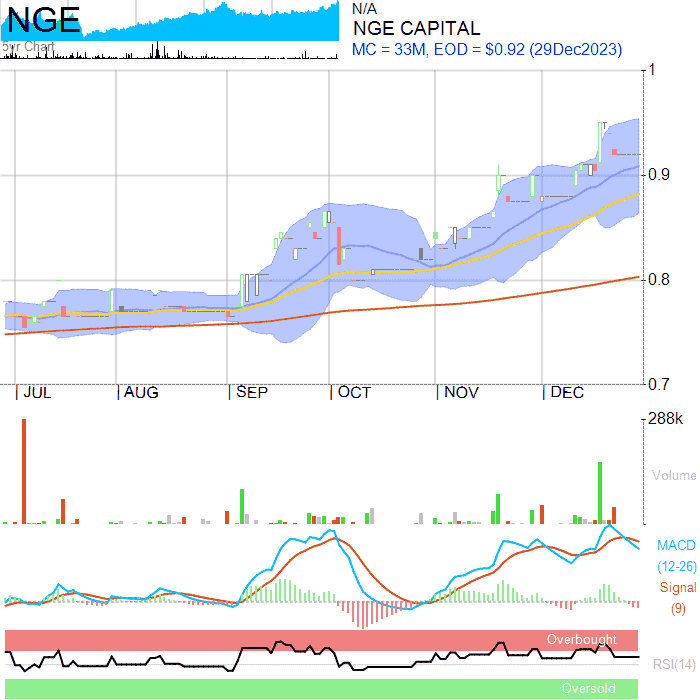 NGE
5yr Chart
N/A
NGE CAPITAL
MC = 33M, EOD = $0.92 (29Dec2023)
1
0.9
0.8
0.7
JUL AUG SEP OCT NOV DEC
288k
Volume
MACD
(12-26)
Signal
(9)
Overbought
RSI(14)
Oversold